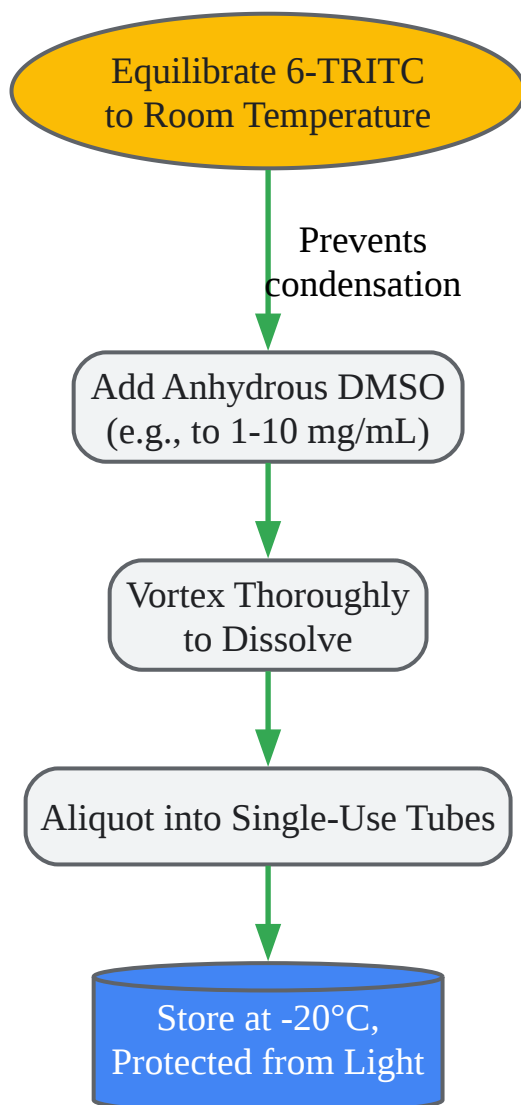 Equilibrate 6-TRITC
to Room Temperature
Prevents
condensation
Add Anhydrous DMSO
(e.g., to 1-10 mg/mL)
Vortex Thoroughly
to Dissolve
Aliquot into Single-Use Tubes
Store at -20°C,
Protected from Light